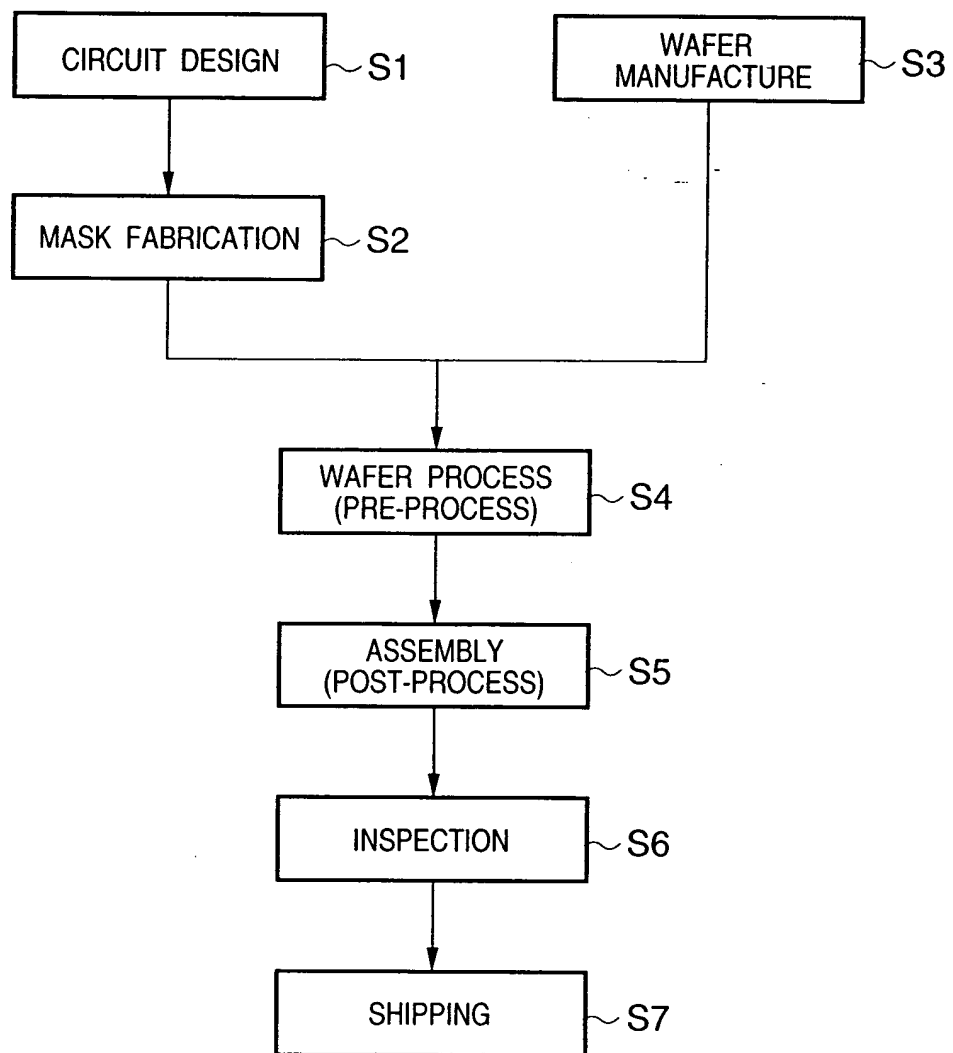 CIRCUIT DESIGN
S1
WAFER
MANUFACTURE
S3
MASK FABRICATION
S2
WAFER PROCESS
(PRE-PROCESS)
S4
ASSEMBLY
(POST-PROCESS)
S5
INSPECTION
S6
SHIPPING
S7